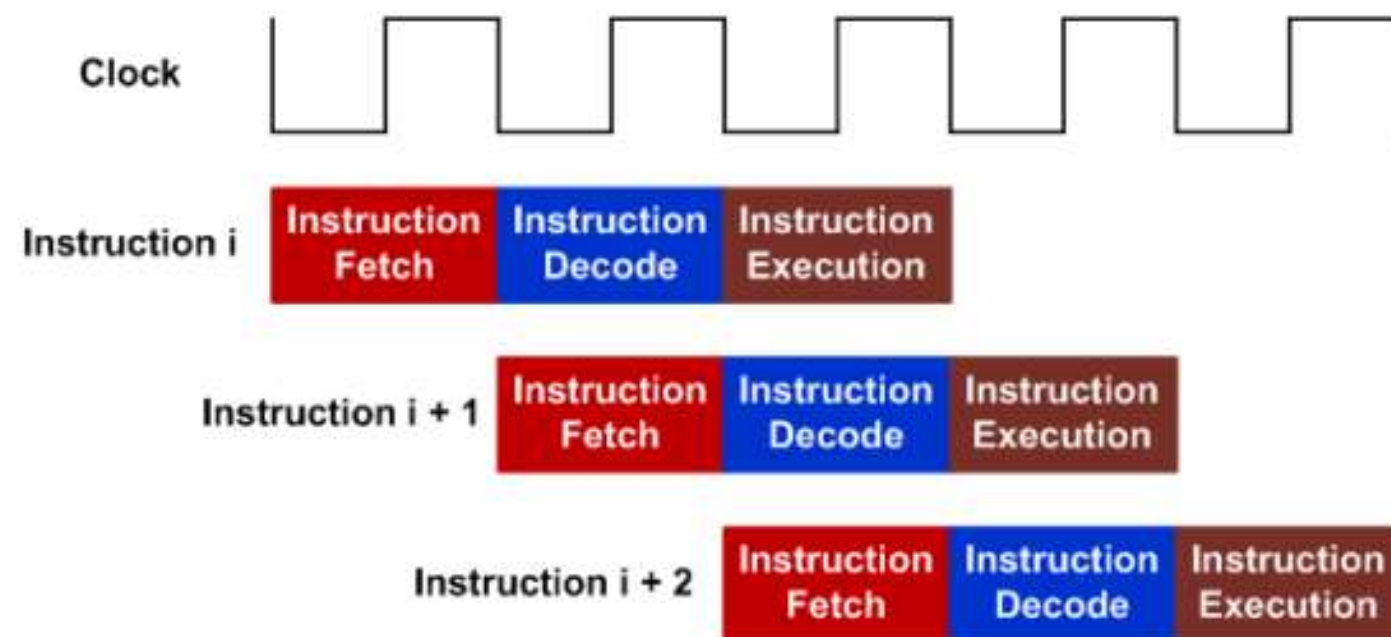 Clock
Instruction i
Instruction
Fetch
Instruction
Decode
Instruction
Execution
Instruction i + 1
Instruction
Fetch
Instruction
Decode
Instruction
Execution
Instruction i + 2
Instruction
Fetch
Instruction
Decode
Instruction
Execution